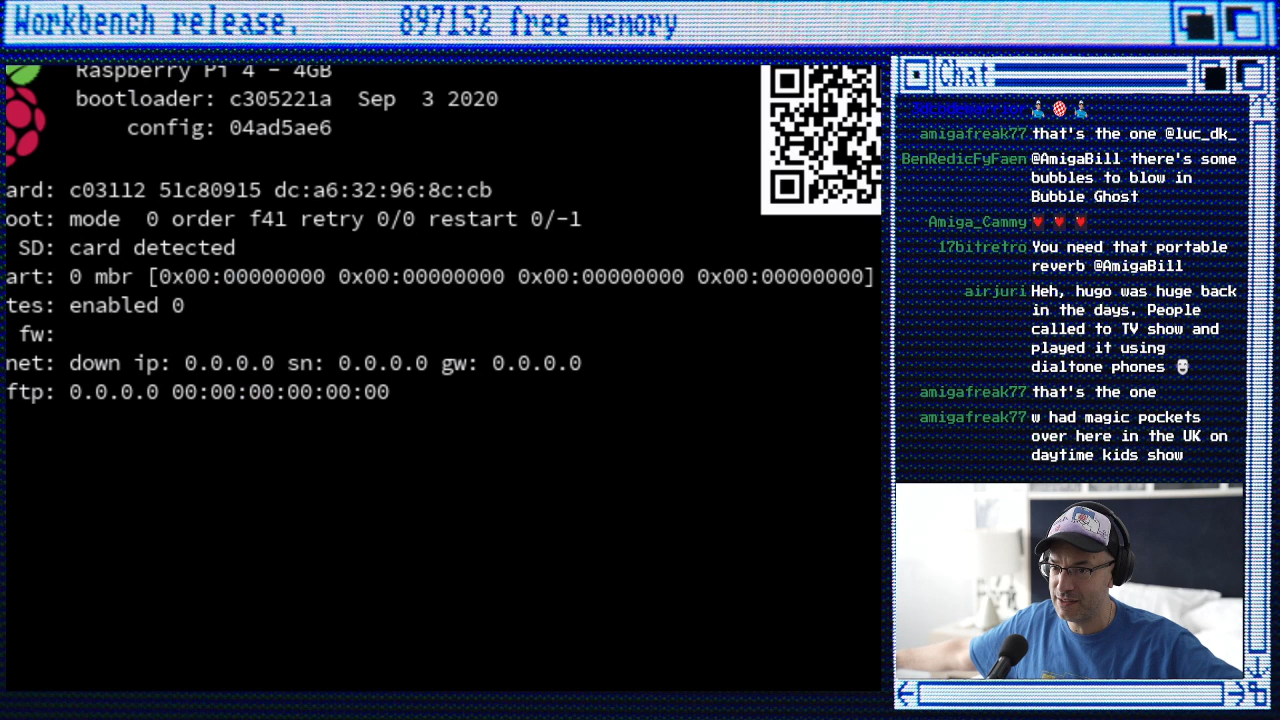 Workbench release.    897152 free memory
Raspberry Pi 4 - 4GB
bootloader: c305221a  Sep  3 2020
config: 04ad5ae6
ard: c03112 51c80915 dc:a6:32:96:8c:cb
oot: mode  0 order f41 retry 0/0 restart 0/-1
SD: card detected
art: 0 mbr [0x00:00000000 0x00:00000000 0x00:00000000 0x00:00000000]
tes: enabled 0
fw:
net: down ip: 0.0.0.0 sn: 0.0.0.0 gw: 0.0.0.0
ftp: 0.0.0.0 00:00:00:00:00:00
Chat
amigafreak77 that's the one @luc_dk_
BenRedicFyFaen @AmigaBill there's some
bubbles to blow in
Bubble Ghost
Amiga_Cammy ♥ ♥ ♥
17bitretro You need that portable
reverb @AmigaBill
airjuri Heh, hugo was huge back
in the days. People
called to TV show and
played it using
dialtone phones
amigafreak77 that's the one
amigafreak77 w had magic pockets
over here in the UK on
daytime kids show